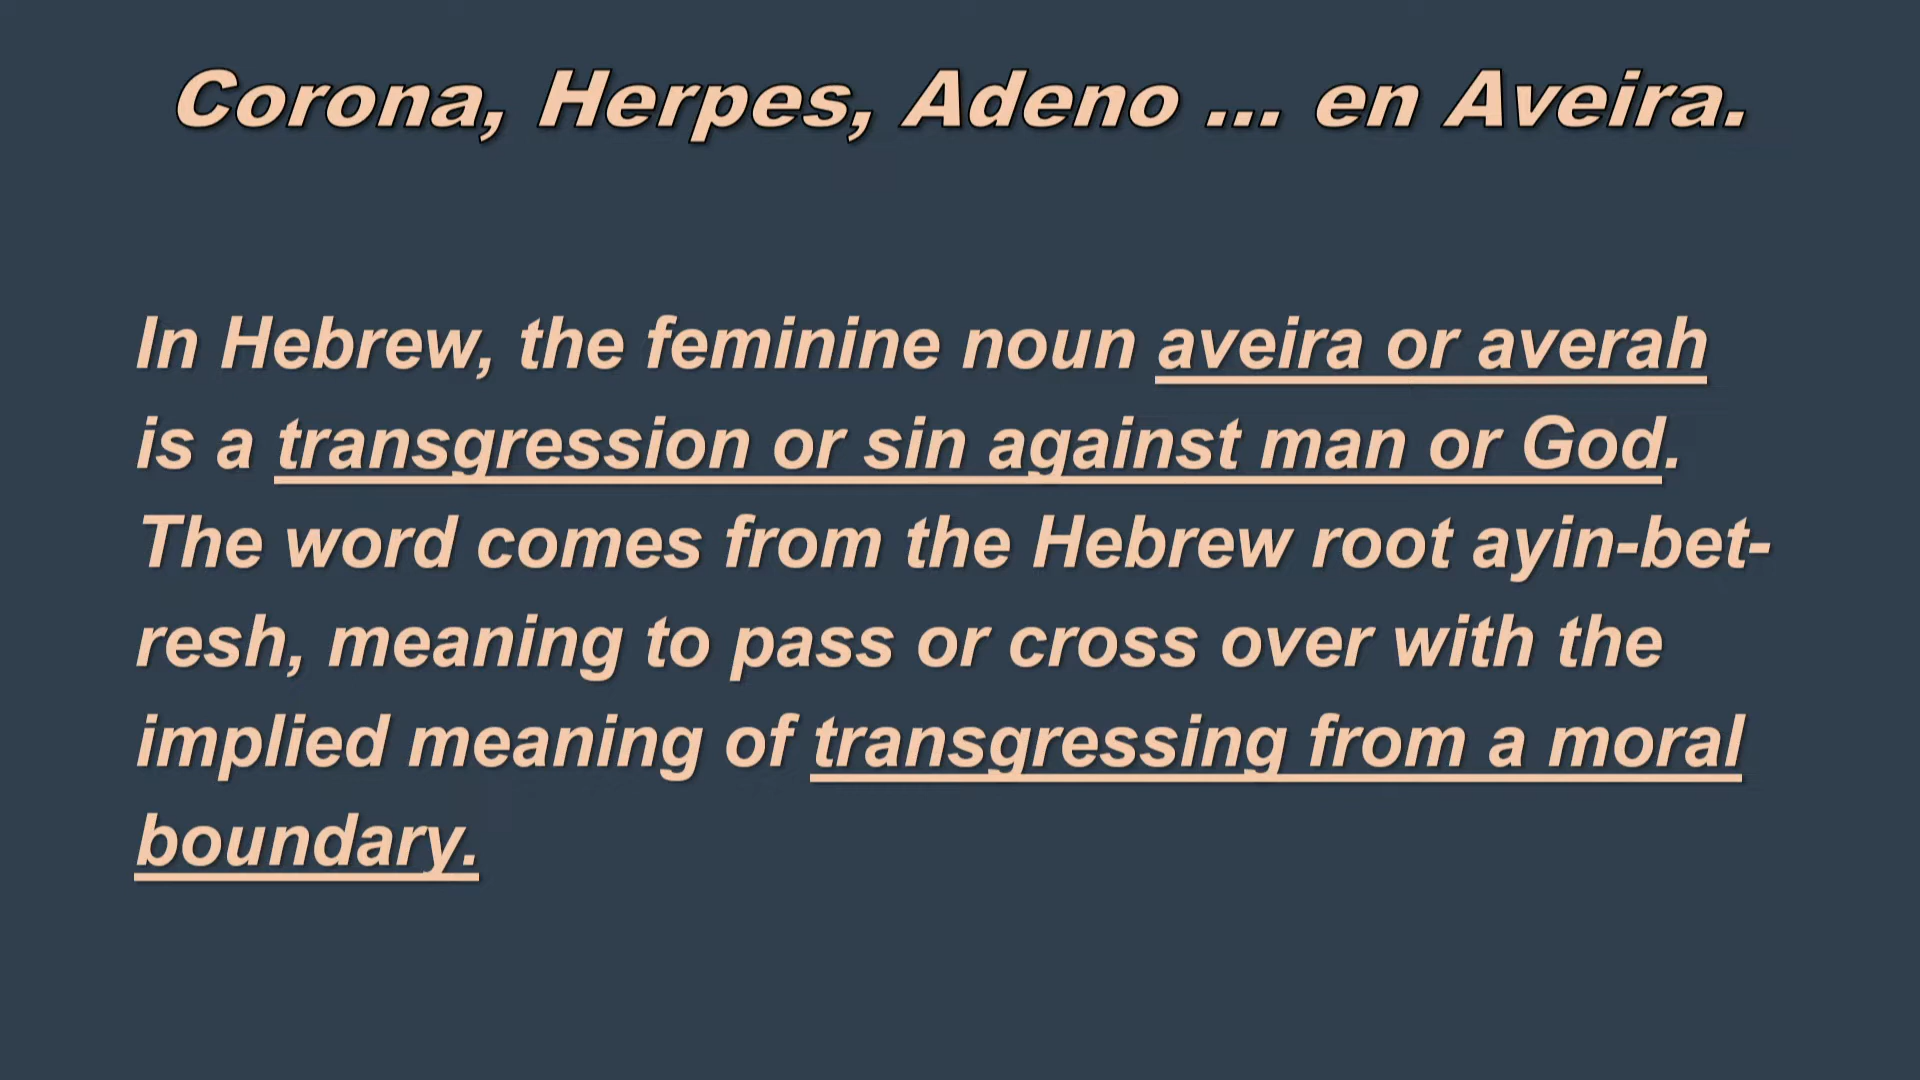 Corona, Herpes, Adeno ... en Aveira.
In Hebrew, the feminine noun aveira or averah
is a transgression or sin against man or God.
The word comes from the Hebrew root ayin-bet-
resh, meaning to pass or cross over with the
implied meaning of transgressing from a moral
boundary.